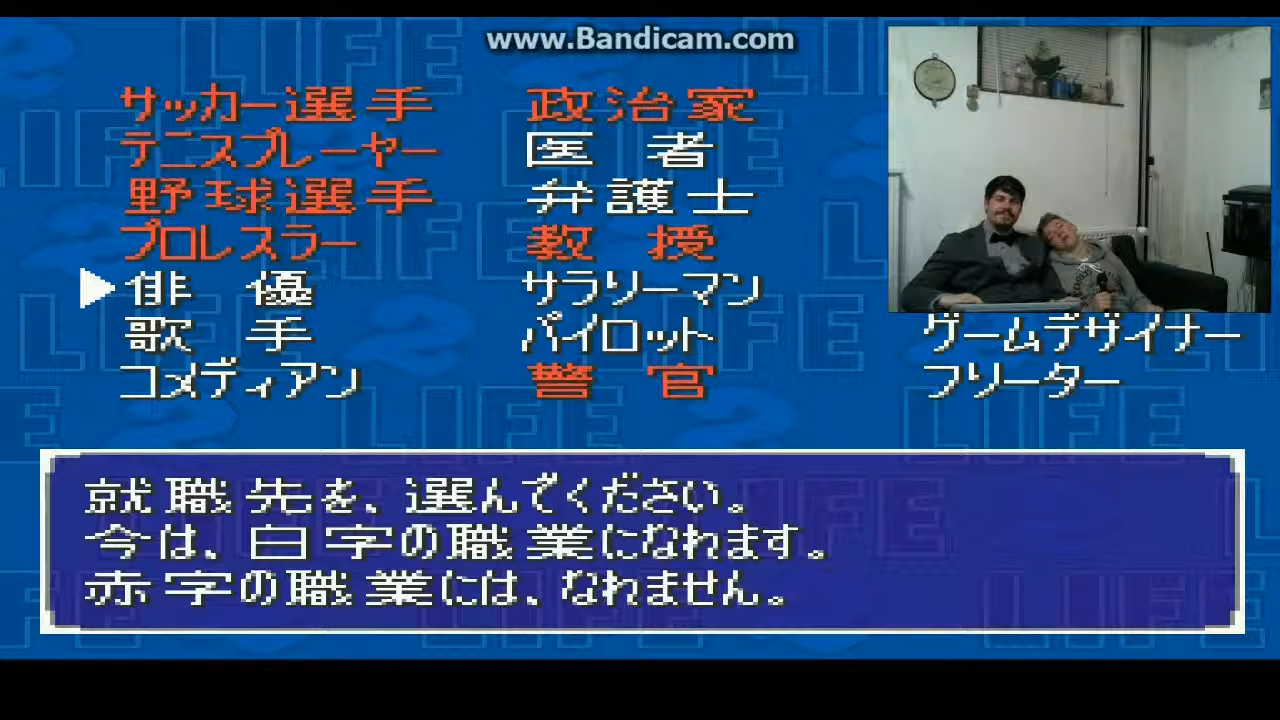 www.Bandicam.com
サッカー選手 政治家
テニスプレーヤー 医者
野球選手 弁護士
プロレスラー 教授
俳優 サラリーマン
歌手 パイロット ゲームデザイナー
コメディアン 警官 フリーター
就職先を、選んでください。
今は、白字の職業になれます。
赤字の職業には、なれません。